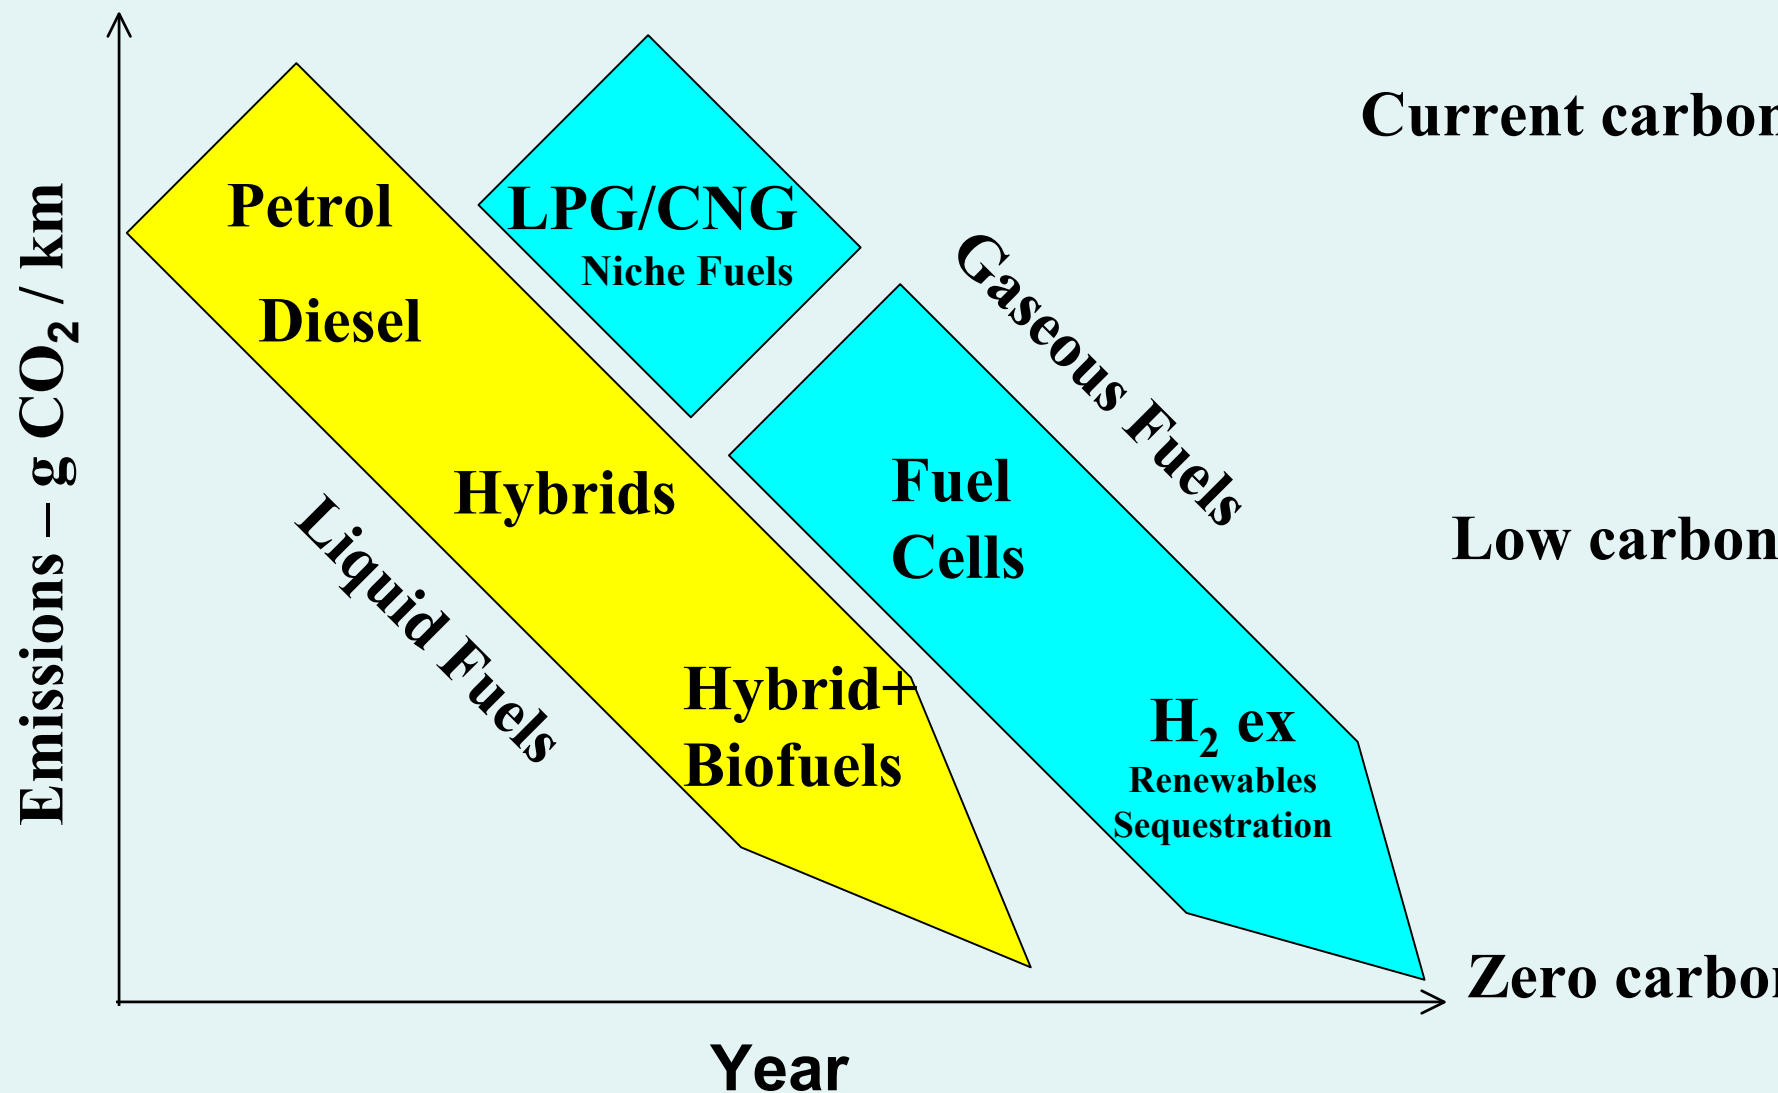 Emissions – g CO₂ / km
Petrol
Diesel
Hybrids
Hybrid+
Biofuels
Liquid Fuels
LPG/CNG
Niche Fuels
Fuel
Cells
H₂ ex
Renewables
Sequestration
Gaseous Fuels
Current carbon
Low carbon
Zero carbon
Year